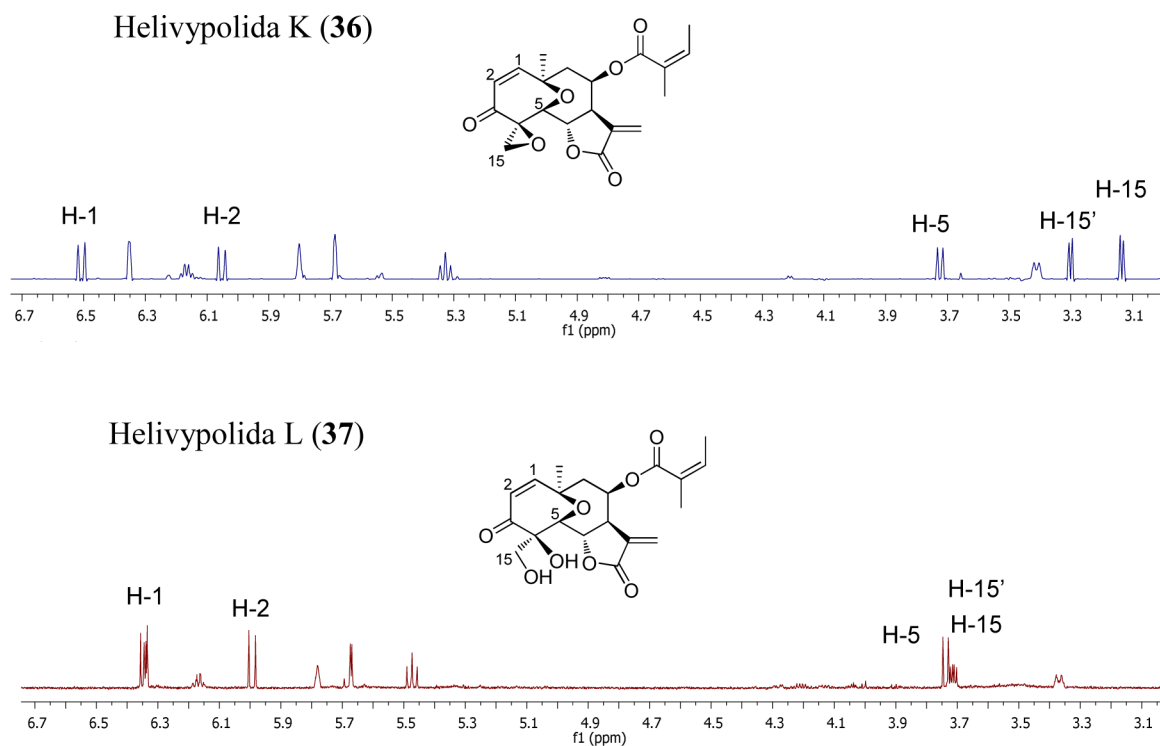 Helivypolida K (36)
O
O
1
2
O
5
O
O
15
O
O
H-1
H-2
H-5
H-15'
H-15
6.7 6.5 6.3 6.1 5.9 5.7 5.5 5.3 5.1 4.9 4.7 4.5 4.3 4.1 3.9 3.7 3.5 3.3 3.1
f1 (ppm)
Helivypolida L (37)
O
O
1
2
O
5
O
15
OH
O
OH
O
H-1
H-2
H-5
H-15'
H-15
6.7 6.5 6.3 6.1 5.9 5.7 5.5 5.3 5.1 4.9 4.7 4.5 4.3 4.1 3.9 3.7 3.5 3.3 3.1
f1 (ppm)